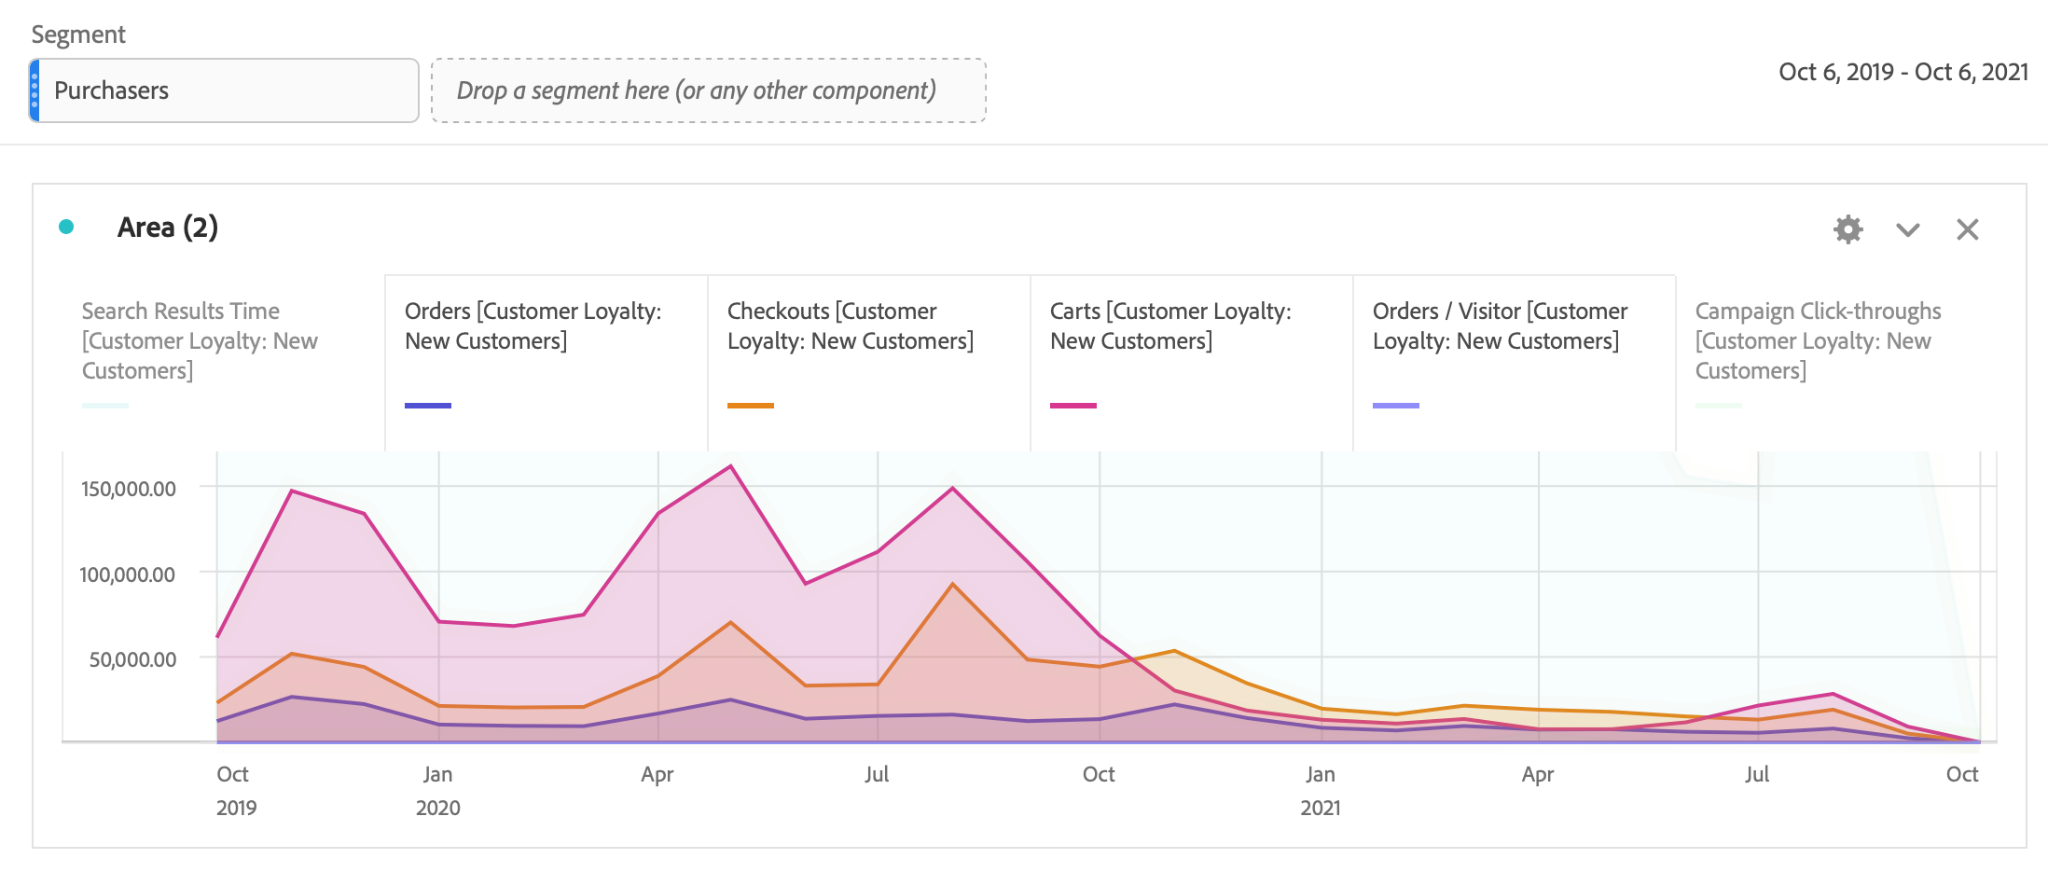 Segment
Purchasers
Drop a segment here (or any other component)
Oct 6, 2019 - Oct 6, 2021
Area (2)
Search Results Time
[Customer Loyalty: New
Customers]
Orders [Customer Loyalty:
New Customers]
Checkouts [Customer
Loyalty: New Customers]
Carts [Customer Loyalty:
New Customers]
Orders / Visitor [Customer
Loyalty: New Customers]
Campaign Click-throughs
[Customer Loyalty: New
Customers]
150,000.00
100,000.00
50,000.00
Oct Jan Apr Jul Oct Jan Apr Jul Oct
2019 2020 2021